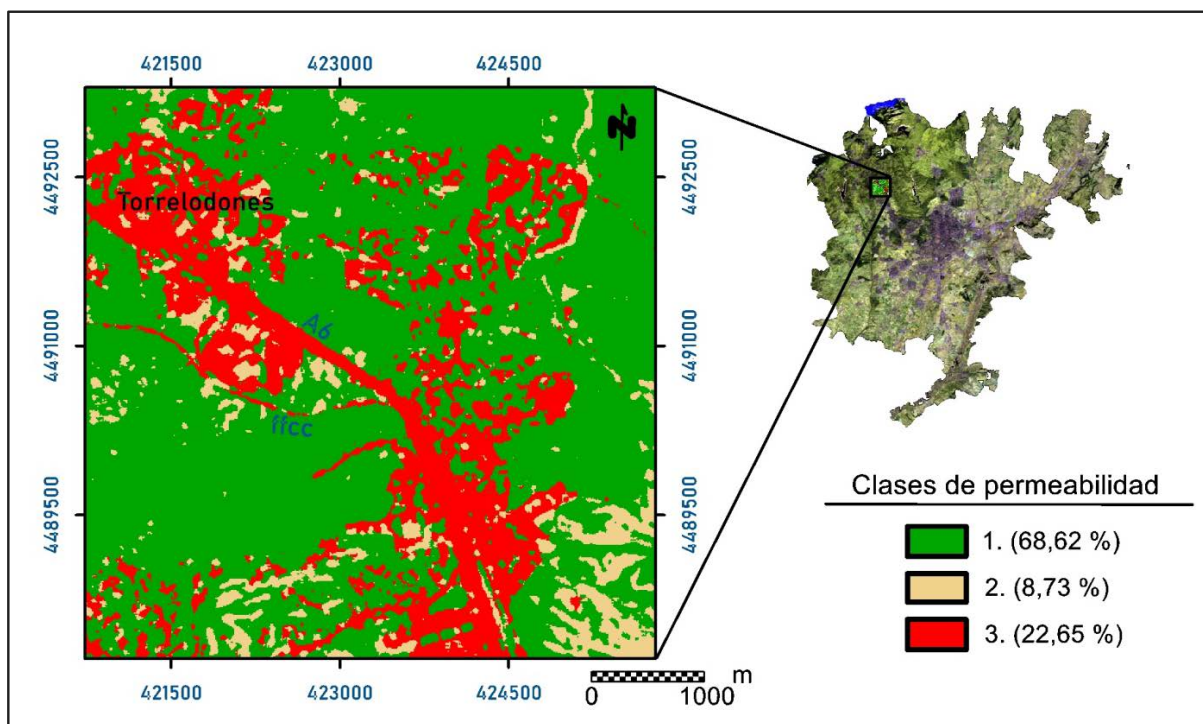 421500 423000 424500
4492500
4491000
4489500
N
Torrelodones
A6
ffcc
4492500
4491000
4489500
421500 423000 424500
m
0 1000
Clases de permeabilidad
1. (68,62 %)
2. (8,73 %)
3. (22,65 %)